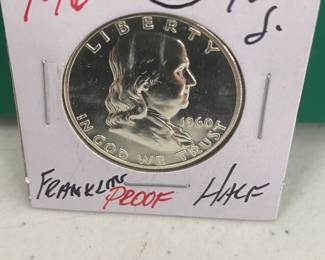 LIBERTY
1960
IN GOD WE TRUST
FRANKLIN PROOF HALF